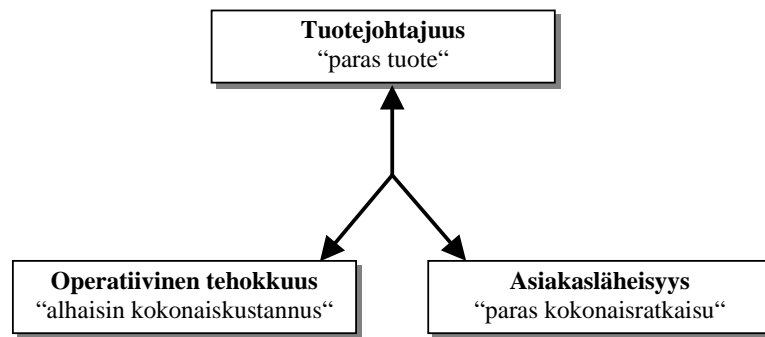 Tuotejohtajuus
“paras tuote“
Operatiivinen tehokkuus
“alhaisin kokonaiskustannus“
Asiakasläheisyys
“paras kokonaisratkaisu“